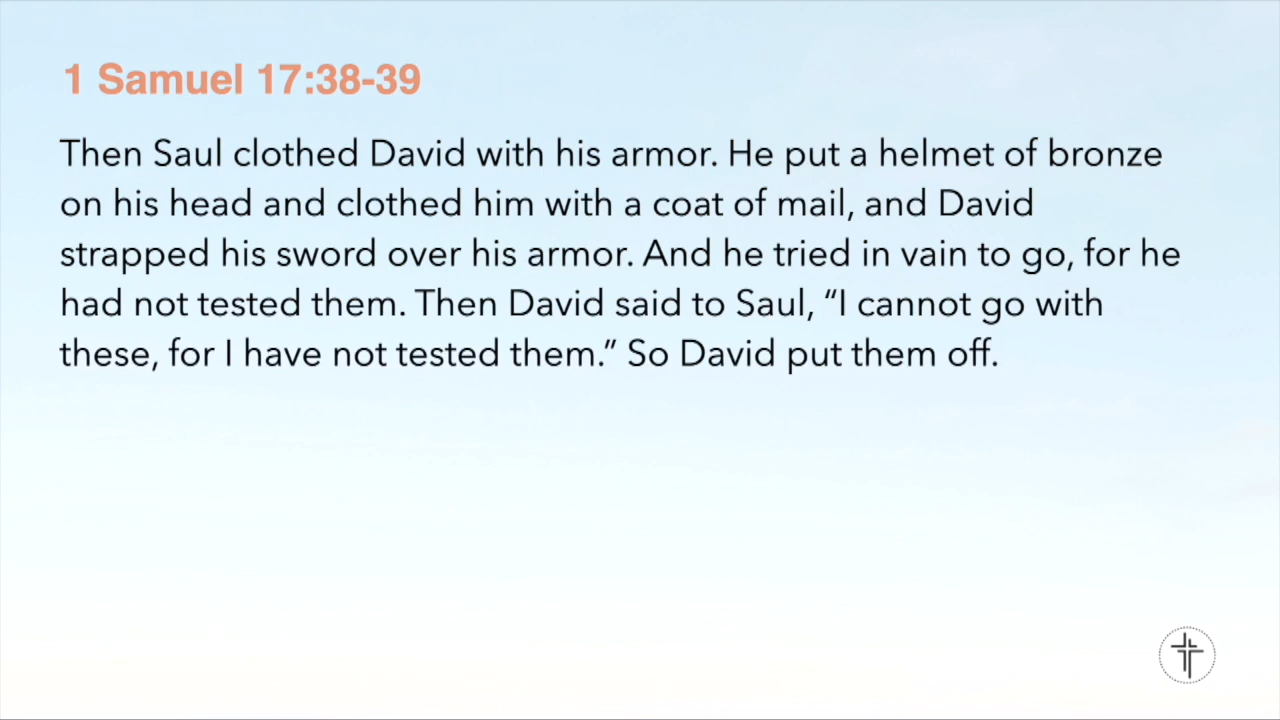 1 Samuel 17:38-39
Then Saul clothed David with his armor. He put a helmet of bronze
on his head and clothed him with a coat of mail, and David
strapped his sword over his armor. And he tried in vain to go, for he
had not tested them. Then David said to Saul, “I cannot go with
these, for I have not tested them.” So David put them off.